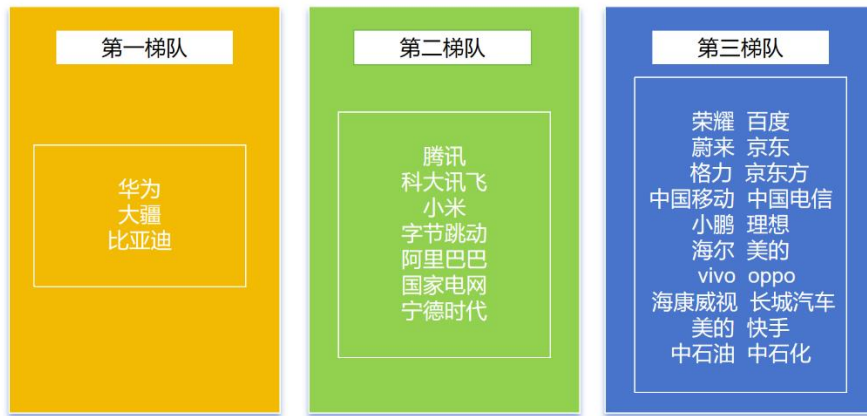 第一梯队
华为
大疆
比亚迪
第二梯队
腾讯
科大讯飞
小米
字节跳动
阿里巴巴
国家电网
宁德时代
第三梯队
荣耀 百度
蔚来 京东
格力 京东方
中国移动 中国电信
小鹏 理想
海尔 美的
vivo oppo
海康威视 长城汽车
美的 快手
中石油 中石化